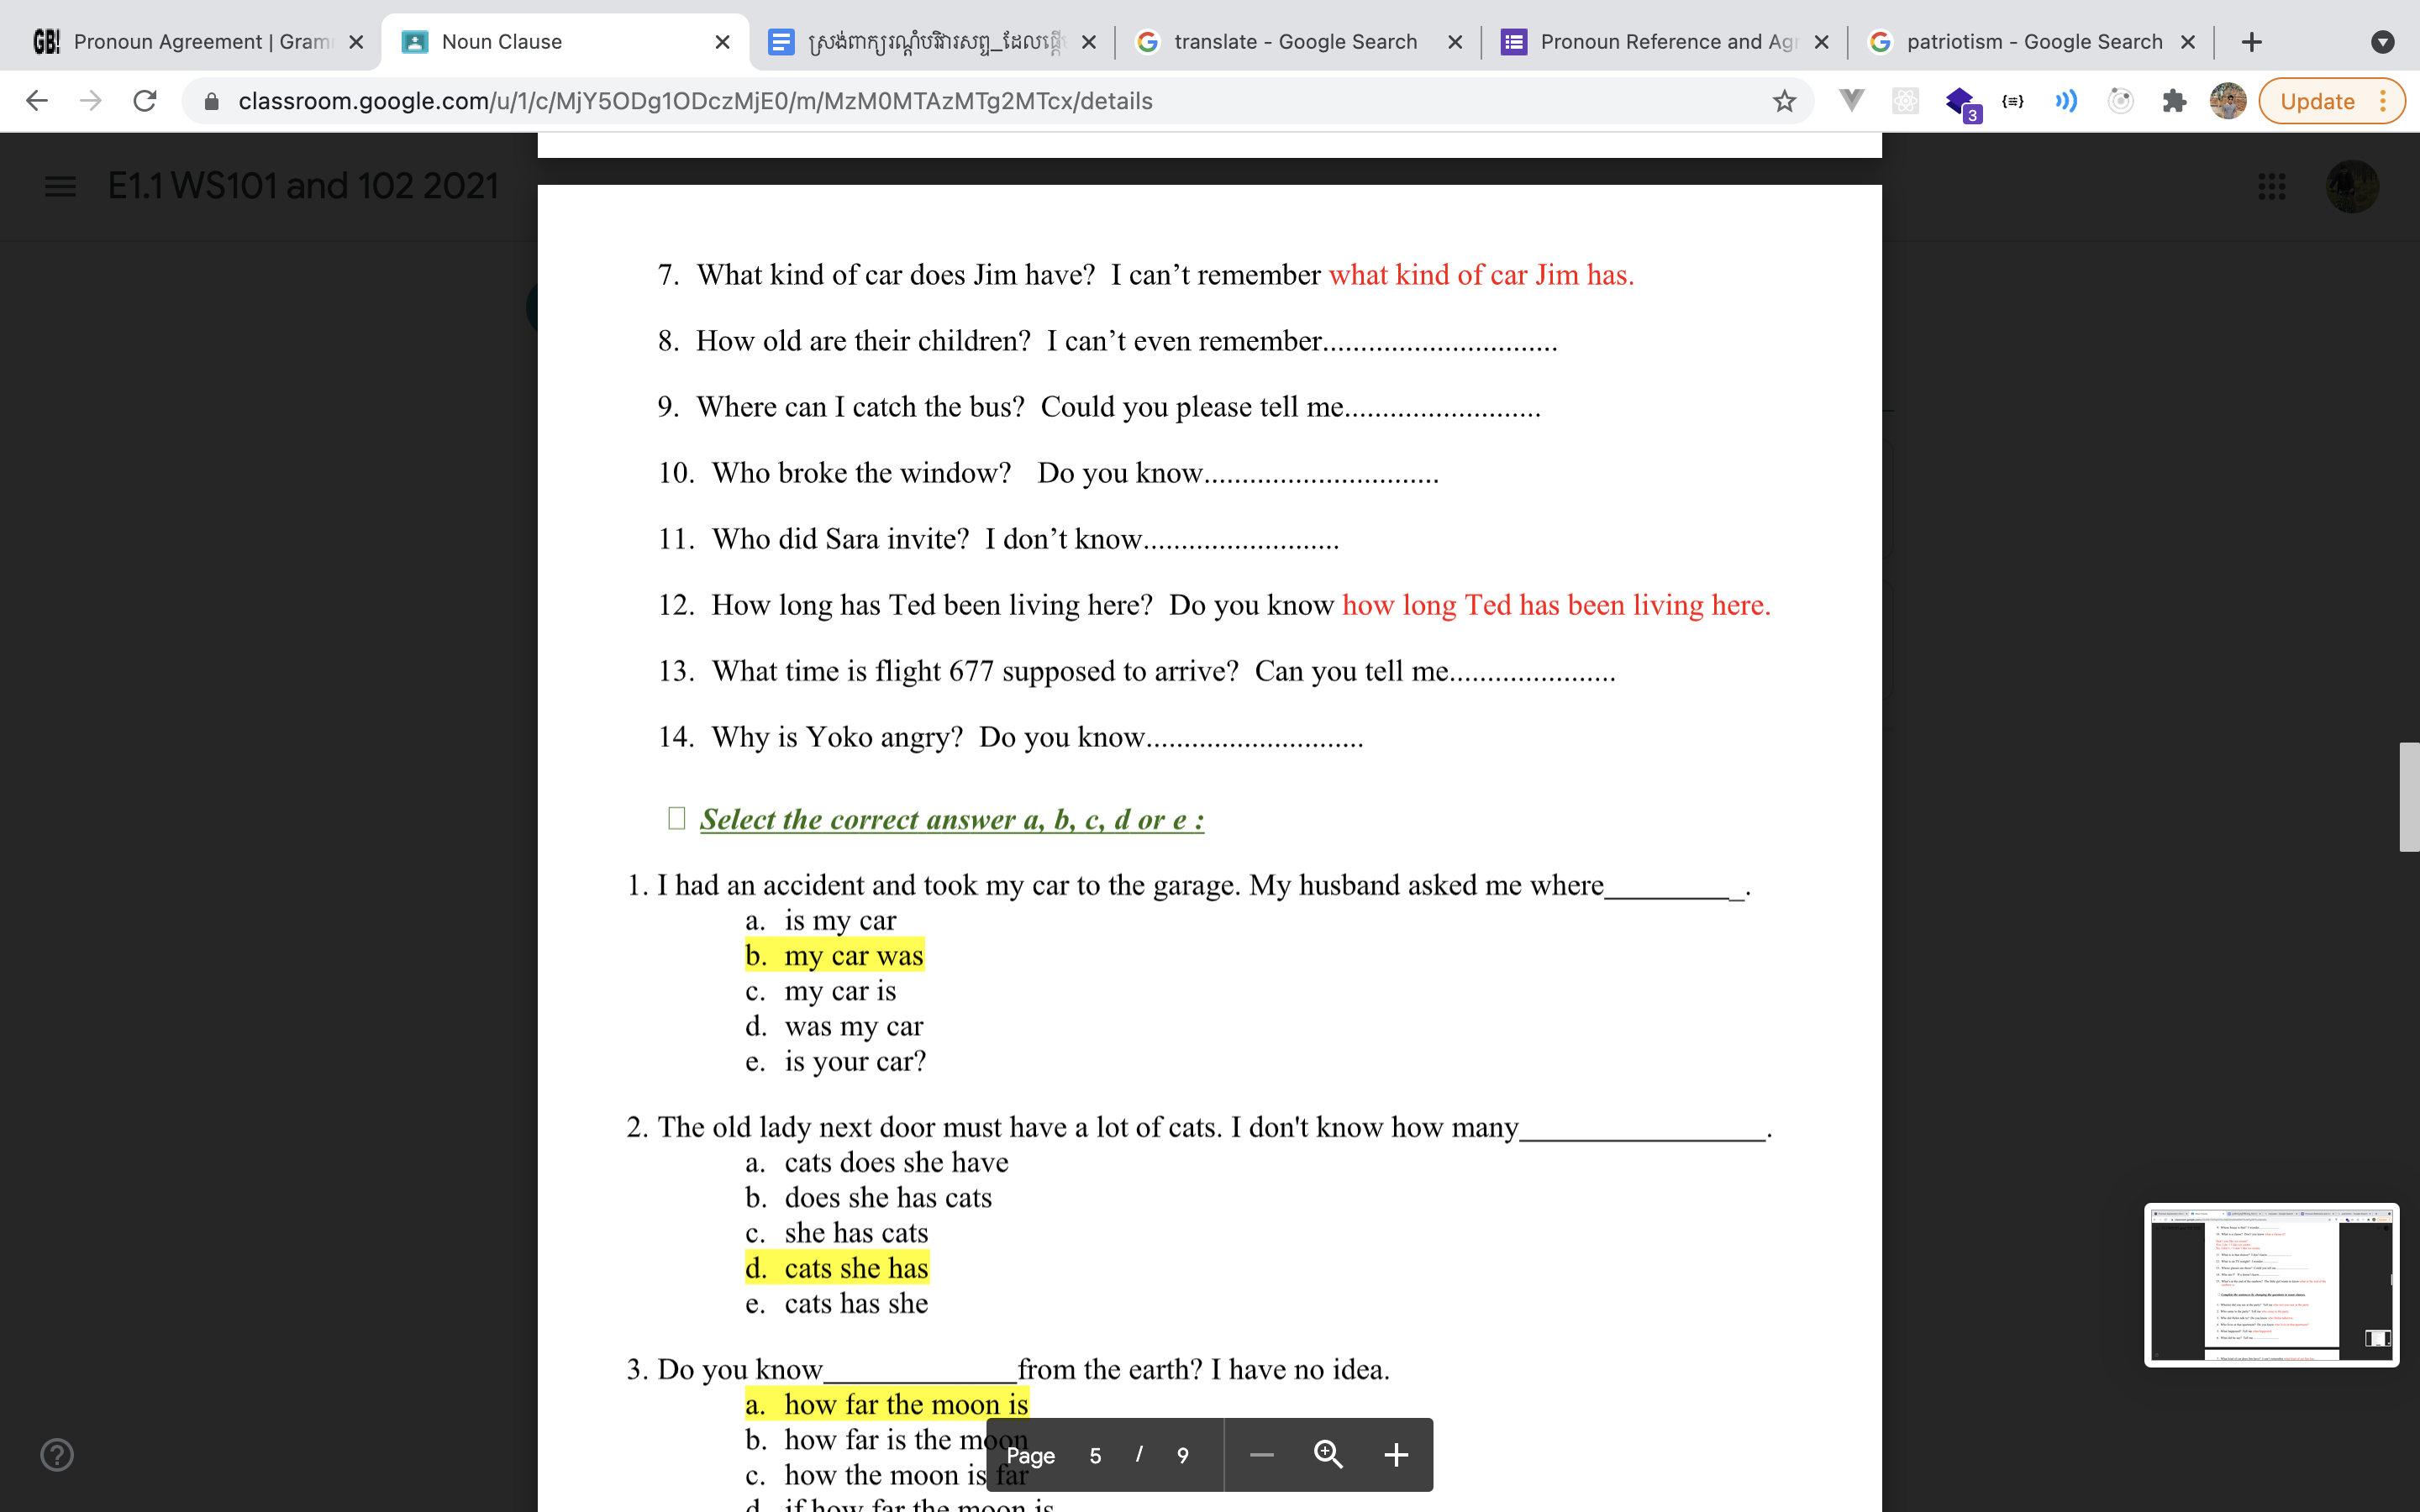 GB! Pronoun Agreement | Gram
Noun Clause
translate - Google Search
Pronoun Reference and Agr
patriotism - Google Search
classroom.google.com/u/1/c/MjY5ODg1ODczMjE0/m/MzM0MTAzMTg2MTcx/details
3
Update
E1.1 WS101 and 102 2021
7. What kind of car does Jim have? I can’t remember what kind of car Jim has.
8. How old are their children? I can’t even remember...............................
9. Where can I catch the bus? Could you please tell me..........................
10. Who broke the window? Do you know...............................
11. Who did Sara invite? I don’t know..........................
12. How long has Ted been living here? Do you know how long Ted has been living here.
13. What time is flight 677 supposed to arrive? Can you tell me......................
14. Why is Yoko angry? Do you know.............................
Select the correct answer a, b, c, d or e :
1. I had an accident and took my car to the garage. My husband asked me where_________.
a. is my car
b. my car was
c. my car is
d. was my car
e. is your car?
2. The old lady next door must have a lot of cats. I don't know how many________________.
a. cats does she have
b. does she has cats
c. she has cats
d. cats she has
e. cats has she
3. Do you know_____________from the earth? I have no idea.
a. how far the moon is
b. how far is the moon
c. how the moon is far
d. if how far the moon is
Page 5 / 9